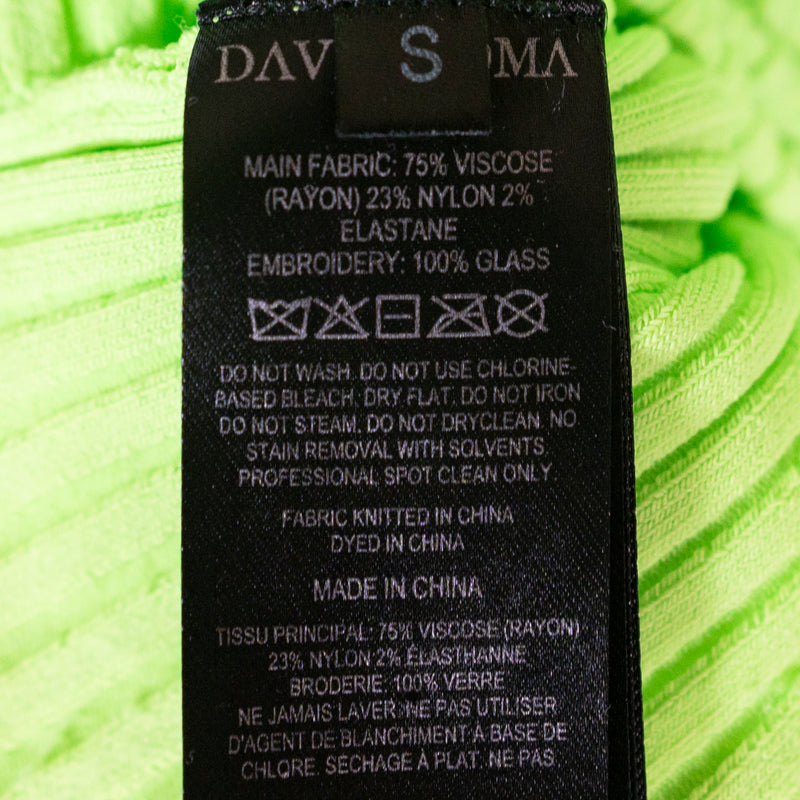 DAV S OMA
MAIN FABRIC: 75% VISCOSE
(RAYON) 23% NYLON 2%
ELASTANE
EMBROIDERY: 100% GLASS
DO NOT WASH. DO NOT USE CHLORINE-
BASED BLEACH. DRY FLAT. DO NOT IRON
DO NOT STEAM. DO NOT DRYCLEAN. NO
STAIN REMOVAL WITH SOLVENTS.
PROFESSIONAL SPOT CLEAN ONLY
FABRIC KNITTED IN CHINA
DYED IN CHINA
MADE IN CHINA
TISSU PRINCIPAL: 75% VISCOSE (RAYON)
23% NYLON 2% ÉLASTHANNE
BRODERIE: 100% VERRE
NE JAMAIS LAVER. NE PAS UTILISER
D'AGENT DE BLANCHIMENT À BASE DE
CHLORE. SECHAGE À PLAT. NE PAS